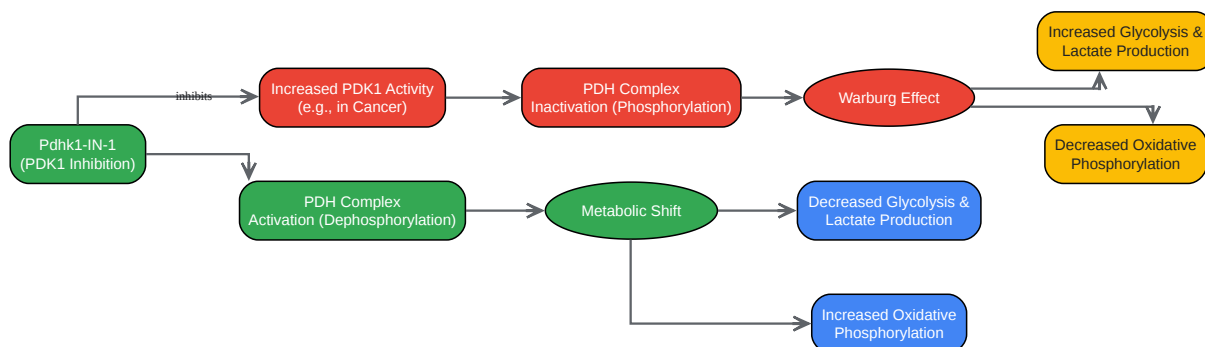 Increased Glycolysis &
Lactate Production
inhibits
Increased PDK1 Activity
(e.g., in Cancer)
PDH Complex
Inactivation (Phosphorylation)
Warburg Effect
Pdhk1-IN-1
(PDK1 Inhibition)
Decreased Oxidative
Phosphorylation
PDH Complex
Activation (Dephosphorylation)
Metabolic Shift
Decreased Glycolysis &
Lactate Production
Increased Oxidative
Phosphorylation